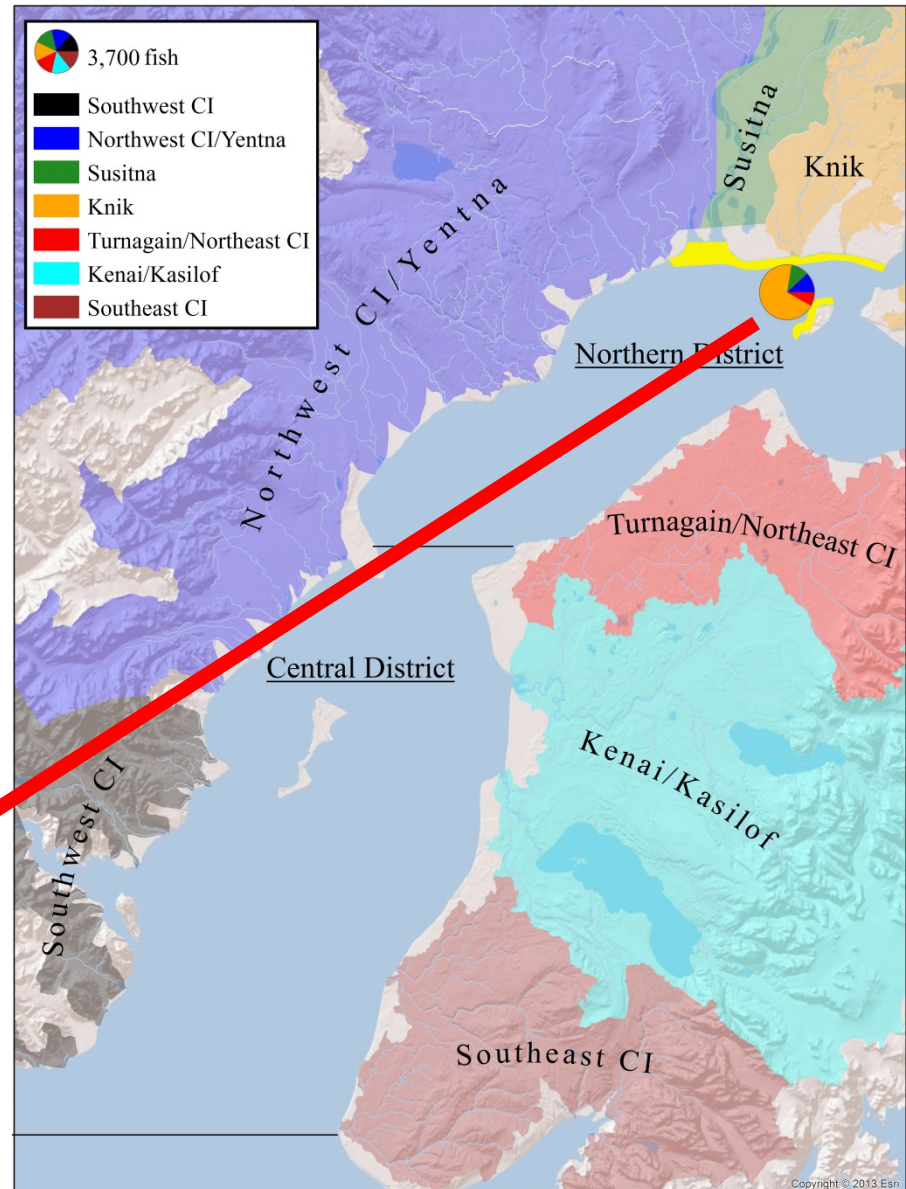 3,700 fish
Southwest CI
Northwest CI/Yentna
Susitna
Knik
Turnagain/Northeast CI
Kenai/Kasilof
Southeast CI
Susitna
Knik
Northwest CI/Yentna
Northern District
Turnagain/Northeast CI
Central District
Kenai/Kasilof
Southwest CI
Southeast CI
Copyright © 2013 Esri